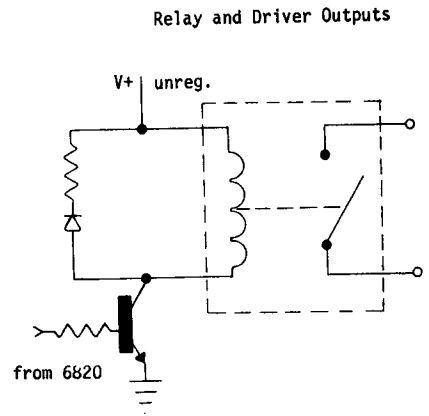 Relay and Driver Outputs
V+ unreg.
from 6820